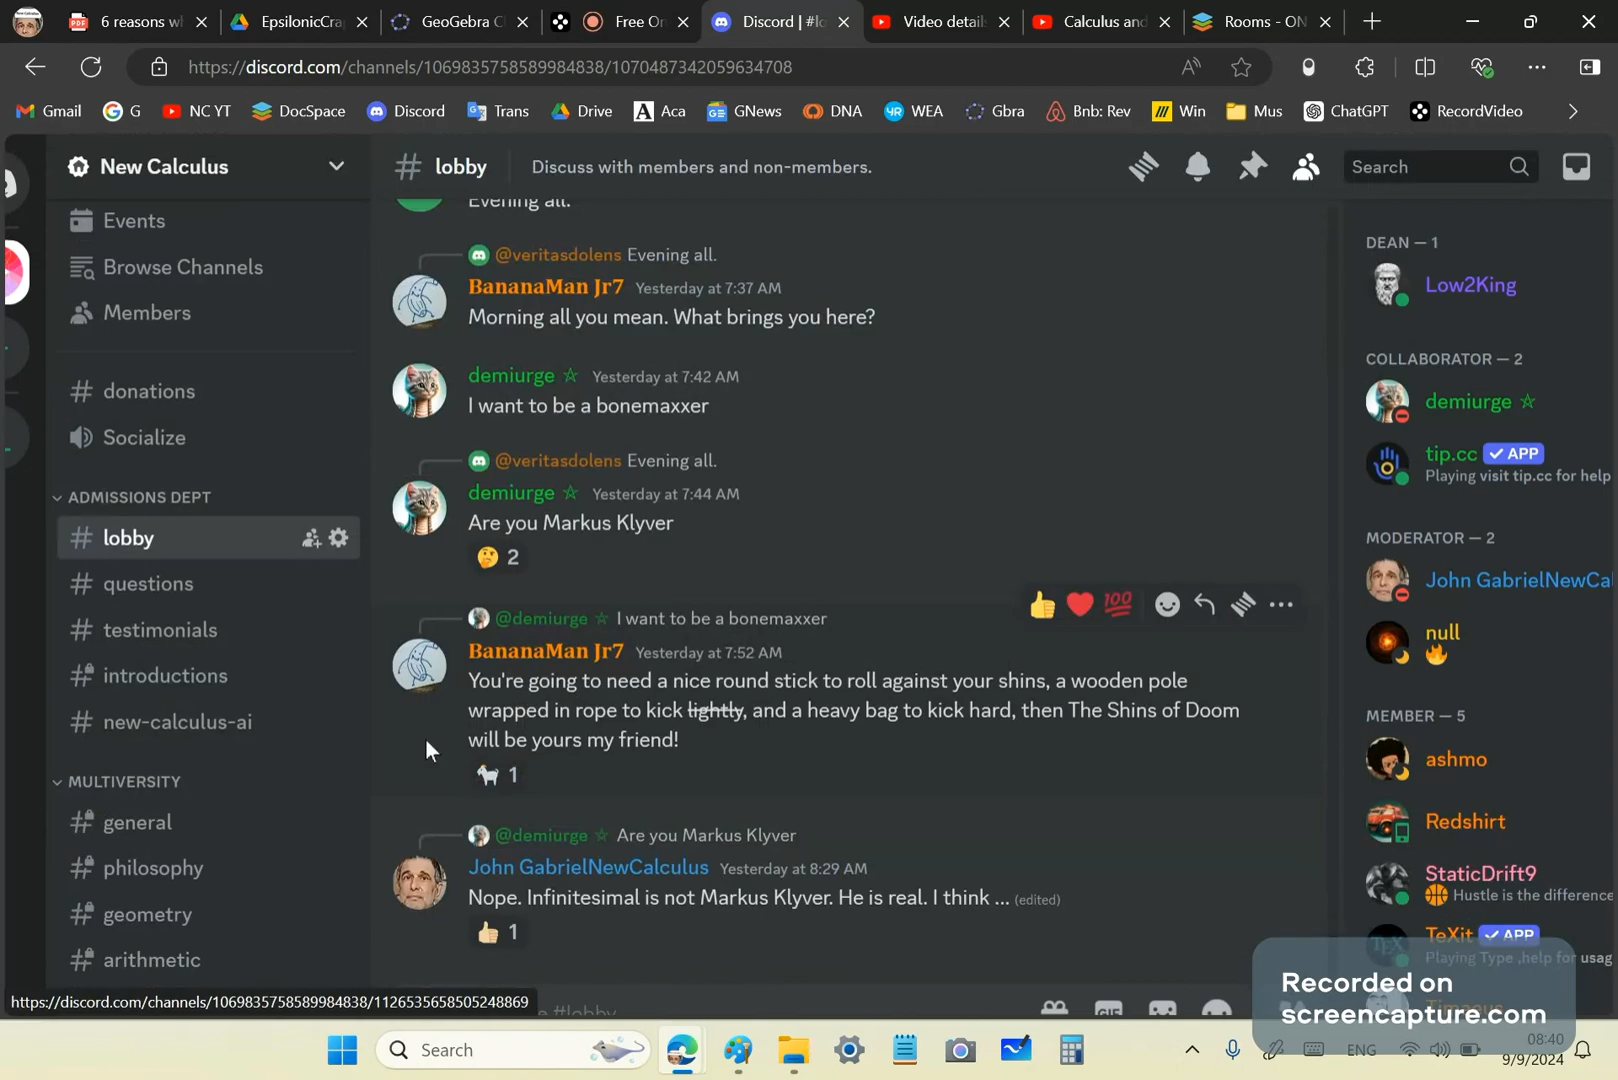 6 reasons w
EpsilonicCra
GeoGebra C
Free On
Discord | #lo
Video detail
Calculus and
Rooms - ON
https://discord.com/channels/1069835758589984838/1070487342059634708
Gmail
G
NC YT
DocSpace
Discord
Trans
Drive
Aca
GNews
DNA
WEA
Gbra
Bnb: Rev
Win
Mus
ChatGPT
RecordVideo
New Calculus
# lobby
Discuss with members and non-members.
Search
Events
Browse Channels
Members
# donations
Socialize
ADMISSIONS DEPT
# lobby
# questions
# testimonials
# introductions
# new-calculus-ai
MULTIVERSITY
# general
# philosophy
# geometry
# arithmetic
https://discord.com/channels/1069835758589984838/1126535658505248869
Evening all.
@veritasdolens Evening all.
BananaMan Jr7 Yesterday at 7:37 AM
Morning all you mean. What brings you here?
demiurge ☆ Yesterday at 7:42 AM
I want to be a bonemaxxer
@veritasdolens Evening all.
demiurge ☆ Yesterday at 7:44 AM
Are you Markus Klyver
🤔 2
@demiurge ☆ I want to be a bonemaxxer
BananaMan Jr7 Yesterday at 7:52 AM
You're going to need a nice round stick to roll against your shins, a wooden pole
wrapped in rope to kick lightly, and a heavy bag to kick hard, then The Shins of Doom
will be yours my friend!
🐐 1
@demiurge ☆ Are you Markus Klyver
John GabrielNewCalculus Yesterday at 8:29 AM
Nope. Infinitesimal is not Markus Klyver. He is real. I think ... (edited)
👍 1
#lobby
GIF
DEAN — 1
Low2King
COLLABORATOR — 2
demiurge ☆
tip.cc ✓ APP
Playing visit tip.cc for help
MODERATOR — 2
John GabrielNewCal
null
MEMBER — 5
ashmo
Redshirt
StaticDrift9
Hustle is the difference
TeXit ✓ APP
Playing Type ,help for usag
Recorded on
screencapture.com
Search
ENG
08:40
9/9/2024